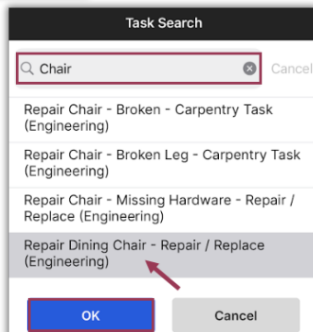 Task Search
Chair
Cancel
Repair Chair - Broken - Carpentry Task
(Engineering)
Repair Chair - Broken Leg - Carpentry Task
(Engineering)
Repair Chair - Missing Hardware - Repair /
Replace (Engineering)
Repair Dining Chair - Repair / Replace
(Engineering)
OK
Cancel